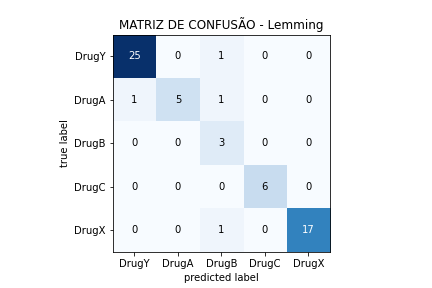 MATRIZ DE CONFUSÃO - Lemming
true label
DrugY 25 0 1 0 0
DrugA 1 5 1 0 0
DrugB 0 0 3 0 0
DrugC 0 0 0 6 0
DrugX 0 0 1 0 17
DrugY DrugA DrugB DrugC DrugX
predicted label